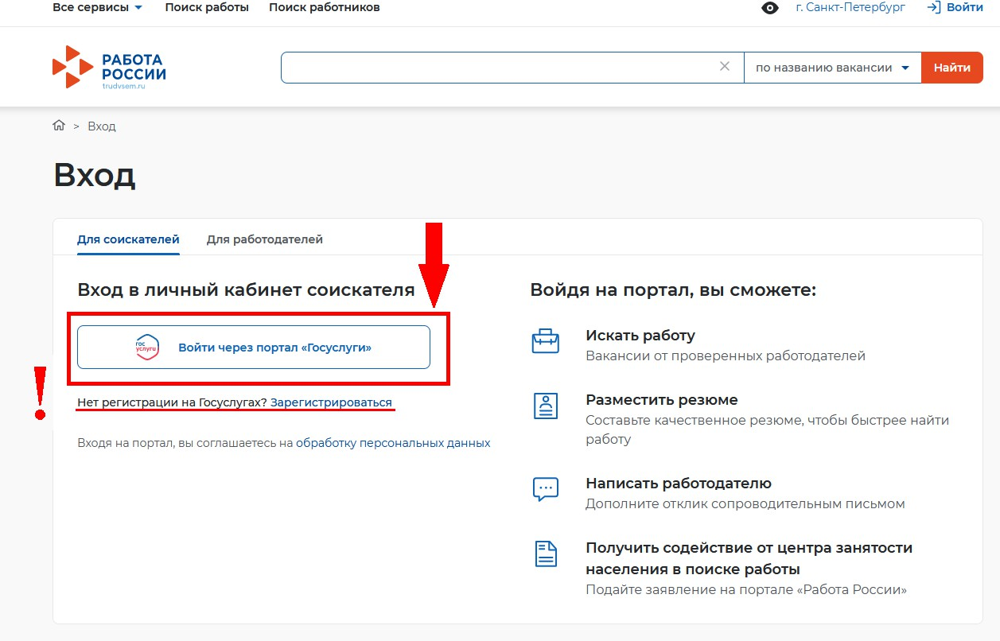 Все сервисы Поиск работы Поиск работников г. Санкт-Петербург Войти
РАБОТА
РОССИИ
trudvsem.ru
по названию вакансии Найти
> Вход
Вход
Для соискателей Для работодателей
Вход в личный кабинет соискателя
гос
услуги
Войти через портал «Госуслуги»
!
Нет регистрации на Госуслугах? Зарегистрироваться
Входя на портал, вы соглашаетесь на обработку персональных данных
Войдя на портал, вы сможете:
Искать работу
Вакансии от проверенных работодателей
Разместить резюме
Составьте качественное резюме, чтобы быстрее найти
работу
Написать работодателю
Дополните отклик сопроводительным письмом
Получить содействие от центра занятости
населения в поиске работы
Подайте заявление на портале «Работа России»